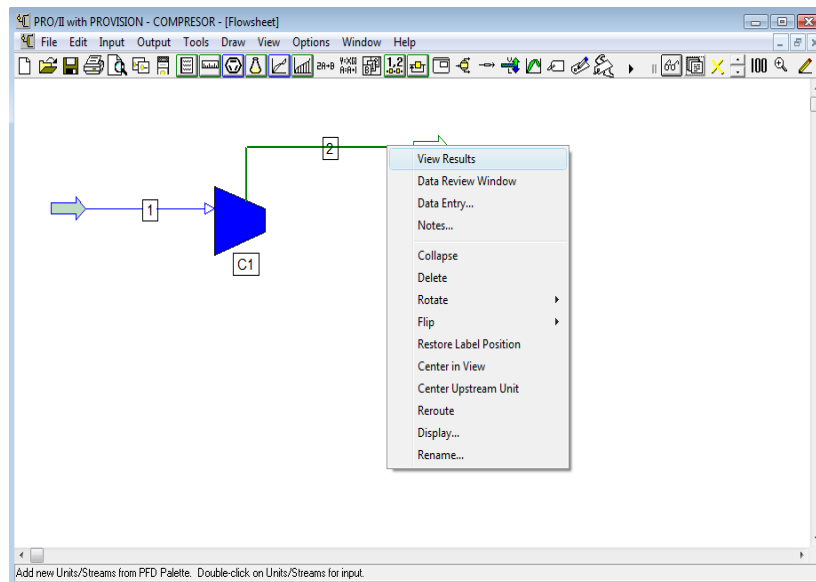 PRO/II with PROVISION - COMPRESOR - [Flowsheet]
File Edit Input Output Tools Draw View Options Window Help
100
2
1
C1
View Results
Data Review Window
Data Entry...
Notes...
Collapse
Delete
Rotate
Flip
Restore Label Position
Center in View
Center Upstream Unit
Reroute
Display...
Rename...
Add new Units/Streams from PFD Palette. Double-click on Units/Streams for input.